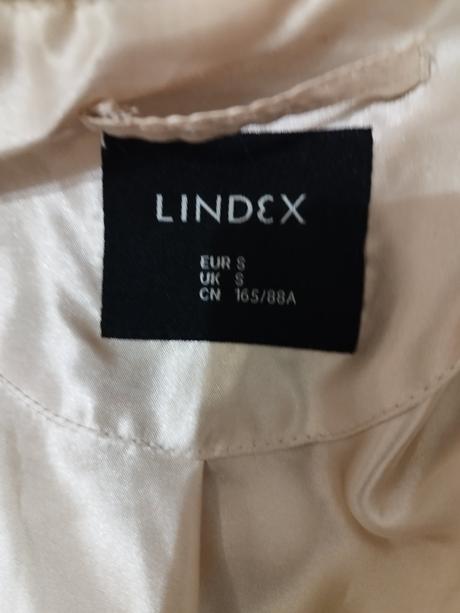 LINDEX
EUR S
UK S
CN 165/88A